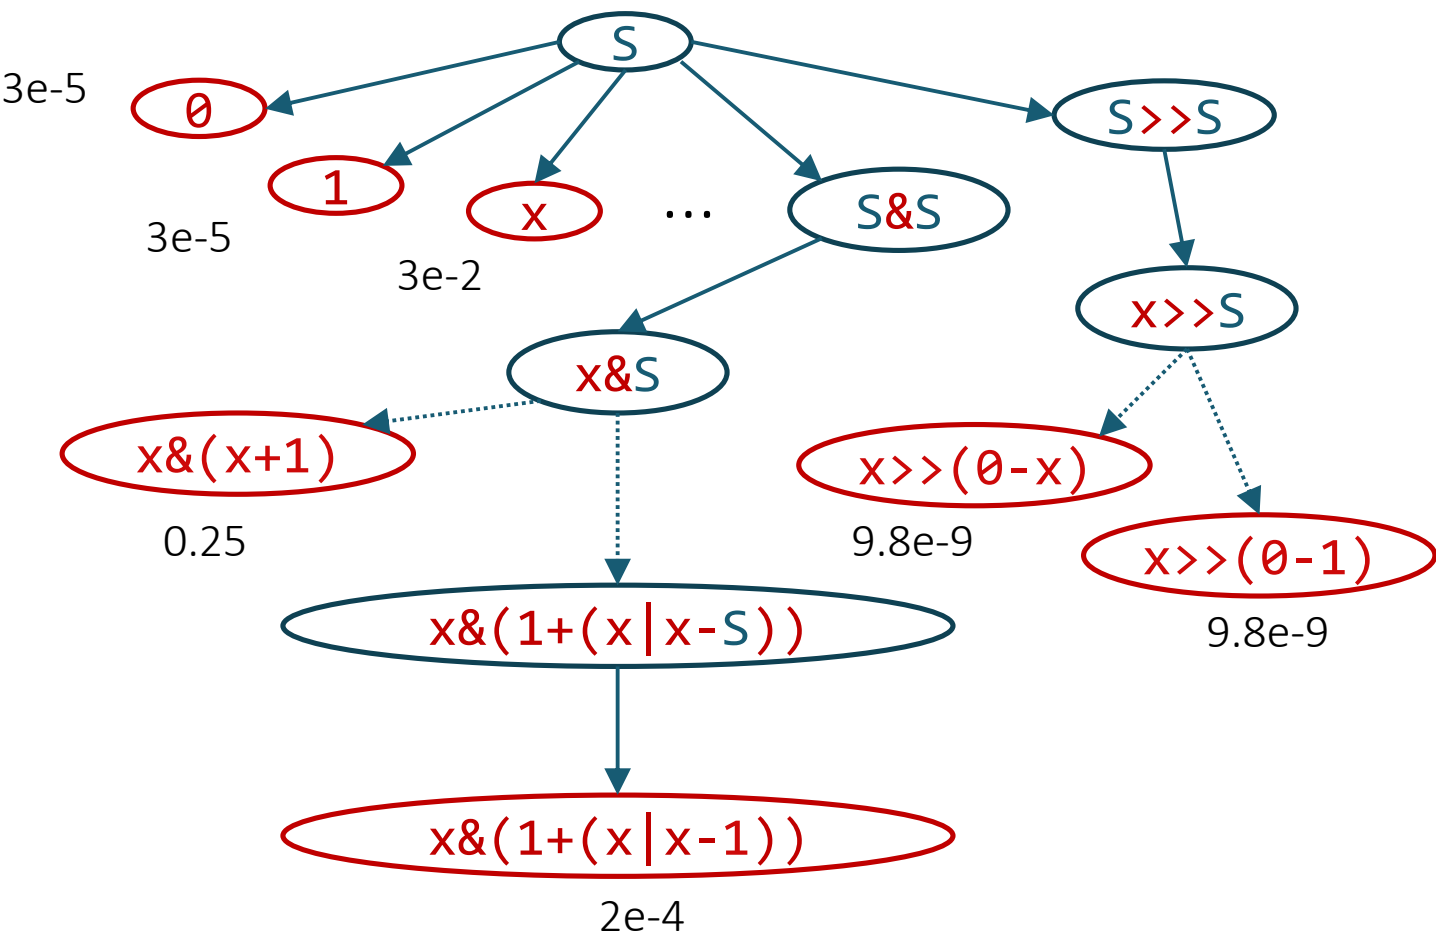 S
3e-5
0
S>>S
1
x
...
S&S
3e-5
3e-2
x>>S
x&S
x&(x+1)
x>>(0-x)
0.25
9.8e-9
x>>(0-1)
x&(1+(x|x-S))
9.8e-9
x&(1+(x|x-1))
2e-4